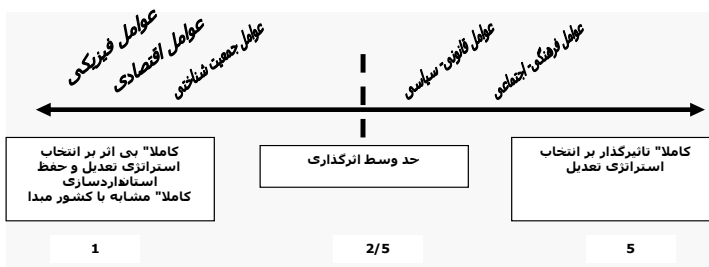 عوامل فیزیکی
عوامل اقتصادی
عوامل جمعیت شناختی
عوامل قانونی- سیاسی
عوامل فرهنگی- اجتماعی
کاملا" بی اثر بر انتخاب
استراتژی تعدیل و حفظ
استانداردسازی
کاملا" مشابه با کشور مبدا
حد وسط اثرگذاری
کاملا" تاثیرگذار بر انتخاب
استراتژی تعدیل
1
2/5
5